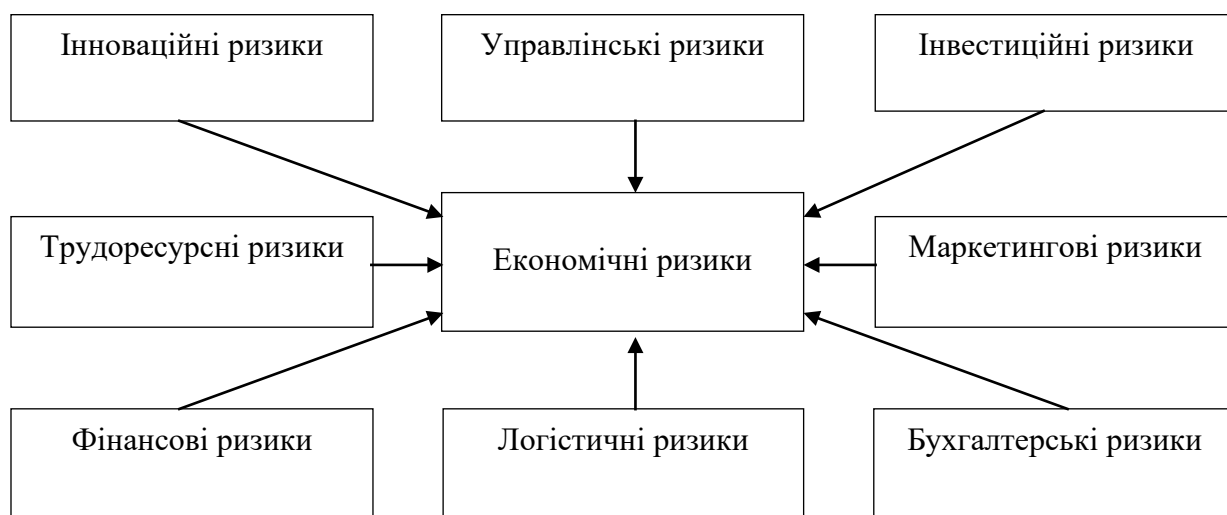 Інноваційні ризики
Управлінські ризики
Інвестиційні ризики
Трудоресурсні ризики
Економічні ризики
Маркетингові ризики
Фінансові ризики
Логістичні ризики
Бухгалтерські ризики